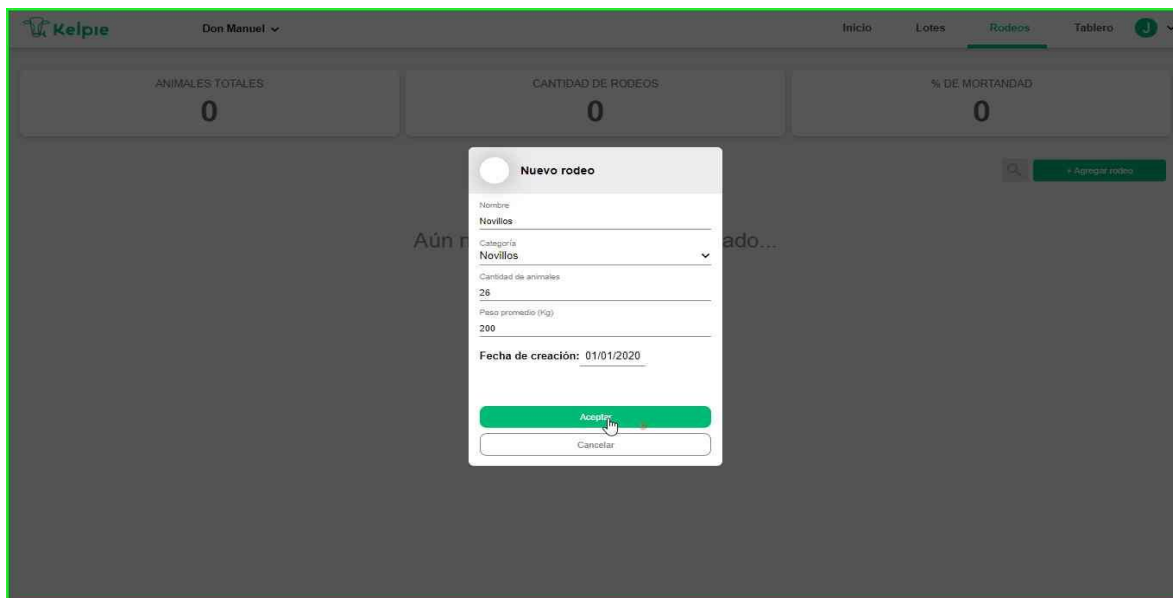 Kelpie
Don Manuel
Inicio Lotes Rodeos Tablero J
ANIMALES TOTALES
0
CANTIDAD DE RODEOS
0
% DE MORTANDAD
0
+ Agregar rodeo
Aún
ado...
Nuevo rodeo
Nombre
Novillos
Categoría
Novillos
Cantidad de animales
26
Peso promedio (Kg)
200
Fecha de creación: 01/01/2020
Aceptar
Cancelar